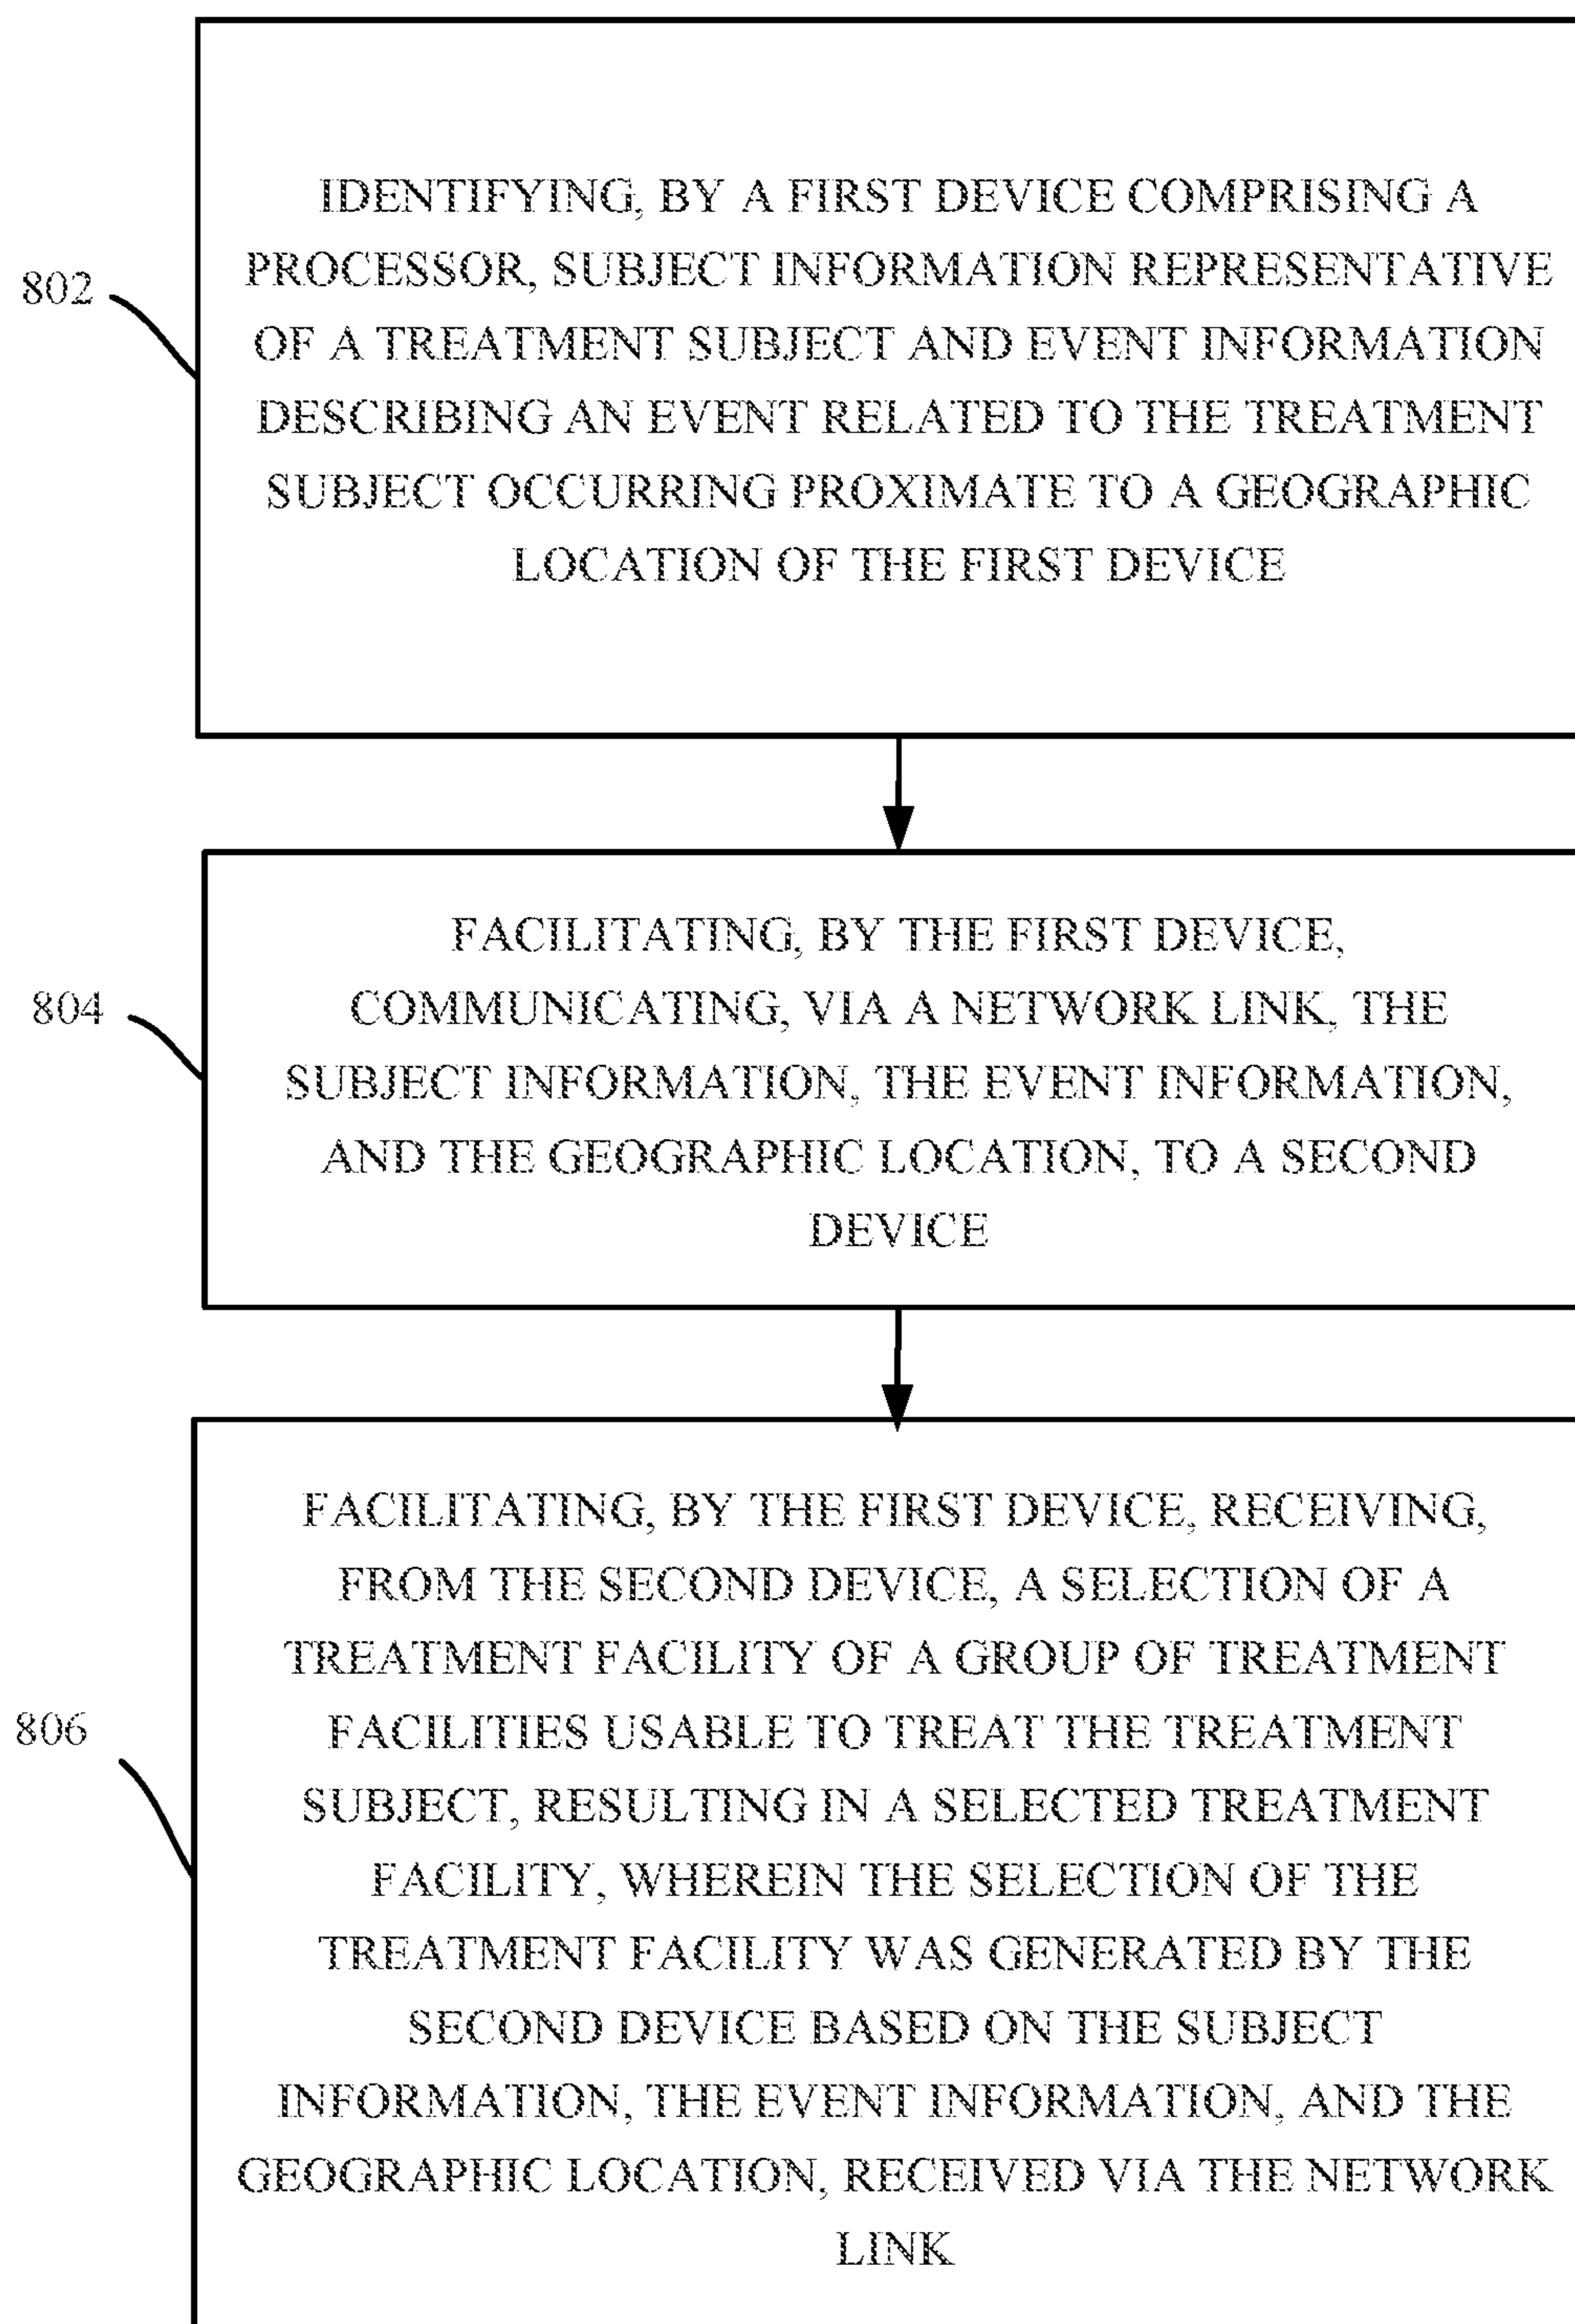 IDENTIFYING, BY A FIRST DEVICE COMPRISING A
PROCESSOR, SUBJECT INFORMATION REPRESENTATIVE
802
OF A TREATMENT SUBJECT AND EVENT INFORMATION
DESCRIBING AN EVENT RELATED TO THE TREATMENT
SUBJECT OCCURRING PROXIMATE TO A GEOGRAPHIC
LOCATION OF THE FIRST DEVICE
FACILITATING, BY THE FIRST DEVICE,
804
COMMUNICATING, VIA A NETWORK LINK, THE
SUBJECT INFORMATION, THE EVENT INFORMATION,
AND THE GEOGRAPHIC LOCATION, TO A SECOND
DEVICE
FACILITATING, BY THE FIRST DEVICE, RECEIVING,
FROM THE SECOND DEVICE, A SELECTION OF A
TREATMENT FACILITY OF A GROUP OF TREATMENT
806
FACILITIES USABLE TO TREAT THE TREATMENT
SUBJECT, RESULTING IN A SELECTED TREATMENT
FACILITY, WHEREIN THE SELECTION OF THE
TREATMENT FACILITY WAS GENERATED BY THE
SECOND DEVICE BASED ON THE SUBJECT
INFORMATION, THE EVENT INFORMATION, AND THE
GEOGRAPHIC LOCATION, RECEIVED VIA THE NETWORK
LINK